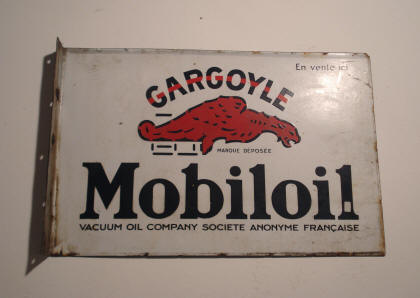 En vente ici
GARGOYLE
MARQUE DÉPOSÉE
Mobiloil
VACUUM OIL COMPANY SOCIETE ANONYME FRANÇAISE